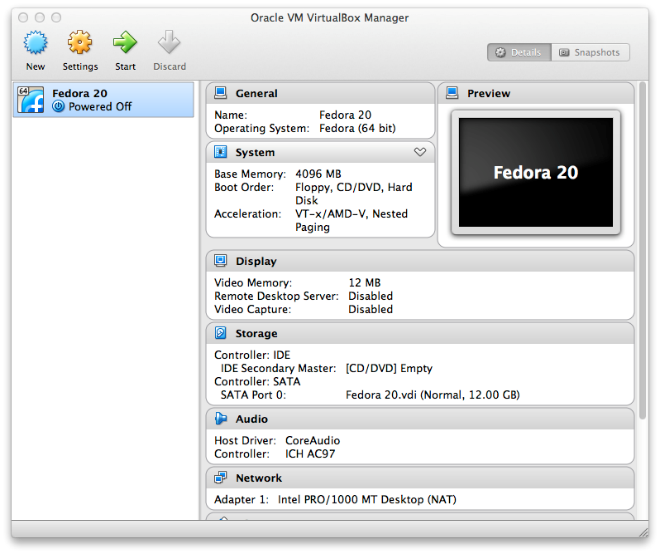 Oracle VM VirtualBox Manager
New
Settings
Start
Discard
Details
Snapshots
64
Fedora 20
Powered Off
General
Name: Fedora 20
Operating System: Fedora (64 bit)
System
Base Memory: 4096 MB
Boot Order: Floppy, CD/DVD, Hard
Disk
Acceleration: VT-x/AMD-V, Nested
Paging
Preview
Fedora 20
Display
Video Memory: 12 MB
Remote Desktop Server: Disabled
Video Capture: Disabled
Storage
Controller: IDE
IDE Secondary Master: [CD/DVD] Empty
Controller: SATA
SATA Port 0: Fedora 20.vdi (Normal, 12.00 GB)
Audio
Host Driver: CoreAudio
Controller: ICH AC97
Network
Adapter 1: Intel PRO/1000 MT Desktop (NAT)